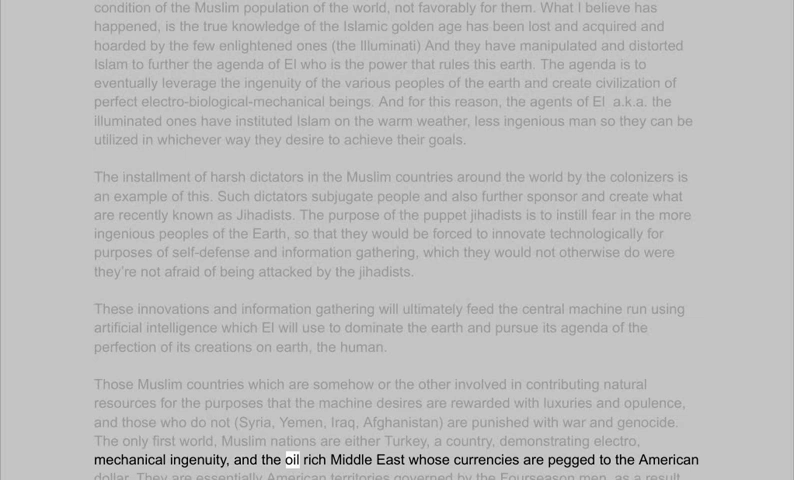 condition of the Muslim population of the world, not favorably for them. What I believe has
happened, is the true knowledge of the Islamic golden age has been lost and acquired and
hoarded by the few enlightened ones (the Illuminati) And they have manipulated and distorted
Islam to further the agenda of El who is the power that rules this earth. The agenda is to
eventually leverage the ingenuity of the various peoples of the earth and create civilization of
perfect electro-biological-mechanical beings. And for this reason, the agents of El a.k.a. the
illuminated ones have instituted Islam on the warm weather, less ingenious man so they can be
utilized in whichever way they desire to achieve their goals.
The installment of harsh dictators in the Muslim countries around the world by the colonizers is
an example of this. Such dictators subjugate people and also further sponsor and create what
are recently known as Jihadists. The purpose of the puppet jihadists is to instill fear in the more
ingenious peoples of the Earth, so that they would be forced to innovate technologically for
purposes of self-defense and information gathering, which they would not otherwise do were
they're not afraid of being attacked by the jihadists.
These innovations and information gathering will ultimately feed the central machine run using
artificial intelligence which El will use to dominate the earth and pursue its agenda of the
perfection of its creations on earth, the human.
Those Muslim countries which are somehow or the other involved in contributing natural
resources for the purposes that the machine desires are rewarded with luxuries and opulence,
and those who do not (Syria, Yemen, Iraq, Afghanistan) are punished with war and genocide.
The only first world, Muslim nations are either Turkey, a country, demonstrating electro,
mechanical ingenuity, and the oil rich Middle East whose currencies are pegged to the American
dollar. They are essentially American territories governed by the Fourseason men, as a result